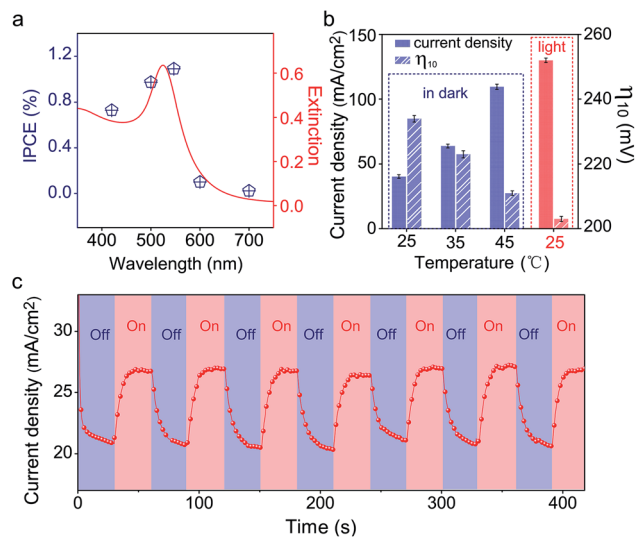 a
IPCE (%)
1.2
0.8
0.4
0.0
0.6
0.4
0.2
0.0
Extinction
400 500 600 700
Wavelength (nm)
b
Current density (mA/cm2)
150
100
50
0
current density
η10
in dark
light
260
240
220
200
η10 (mV)
25 35 45 25
Temperature (℃)
c
Current density (mA/cm2)
30
25
20
Off On Off On Off On Off On Off On Off On Off On
0 100 200 300 400
Time (s)